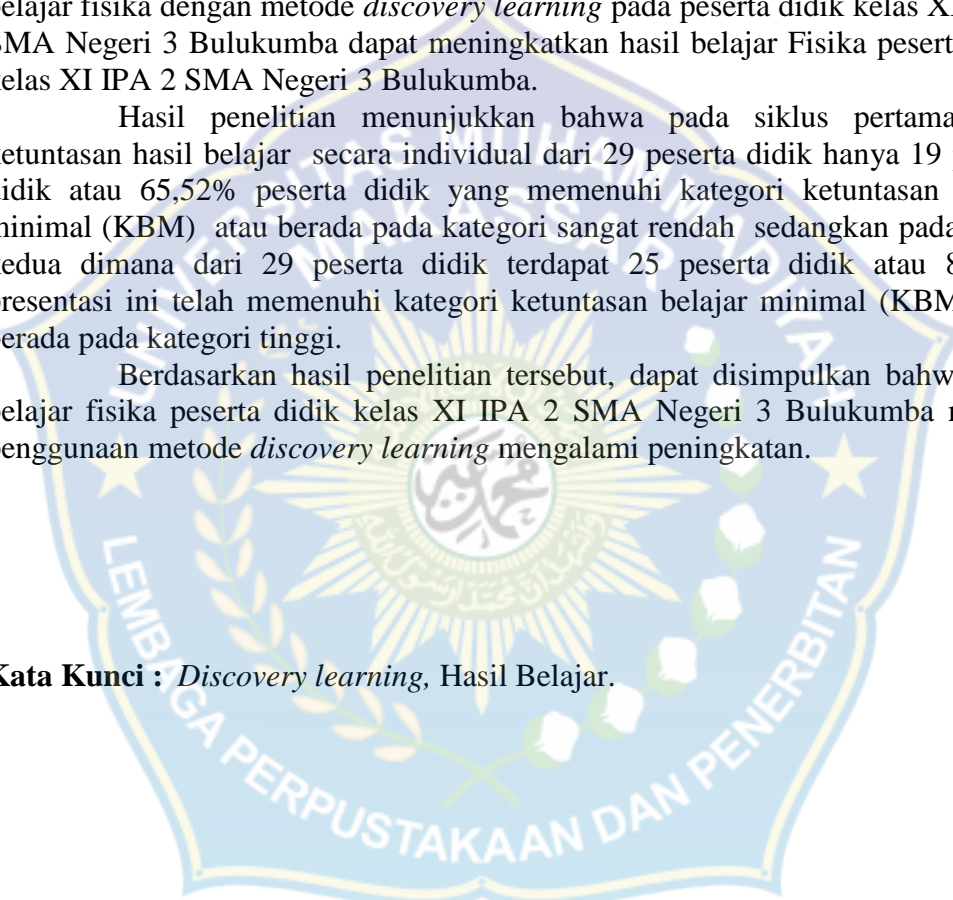 belajar fisika dengan metode discovery learning pada peserta didik kelas XI
SMA Negeri 3 Bulukumba dapat meningkatkan hasil belajar Fisika pesert
kelas XI IPA 2 SMA Negeri 3 Bulukumba.
Hasil penelitian menunjukkan bahwa pada siklus pertama
ketuntasan hasil belajar secara individual dari 29 peserta didik hanya 19
didik atau 65,52% peserta didik yang memenuhi kategori ketuntasan
minimal (KBM) atau berada pada kategori sangat rendah sedangkan pada
kedua dimana dari 29 peserta didik terdapat 25 peserta didik atau 8
presentasi ini telah memenuhi kategori ketuntasan belajar minimal (KBM
berada pada kategori tinggi.
Berdasarkan hasil penelitian tersebut, dapat disimpulkan bahw
belajar fisika peserta didik kelas XI IPA 2 SMA Negeri 3 Bulukumba
penggunaan metode discovery learning mengalami peningkatan.
Kata Kunci : Discovery learning, Hasil Belajar.
UNIVERSITAS MUHAMMADIYAH
MAKASSAR
LEMBAGA PERPUSTAKAAN DAN PENERBITAN